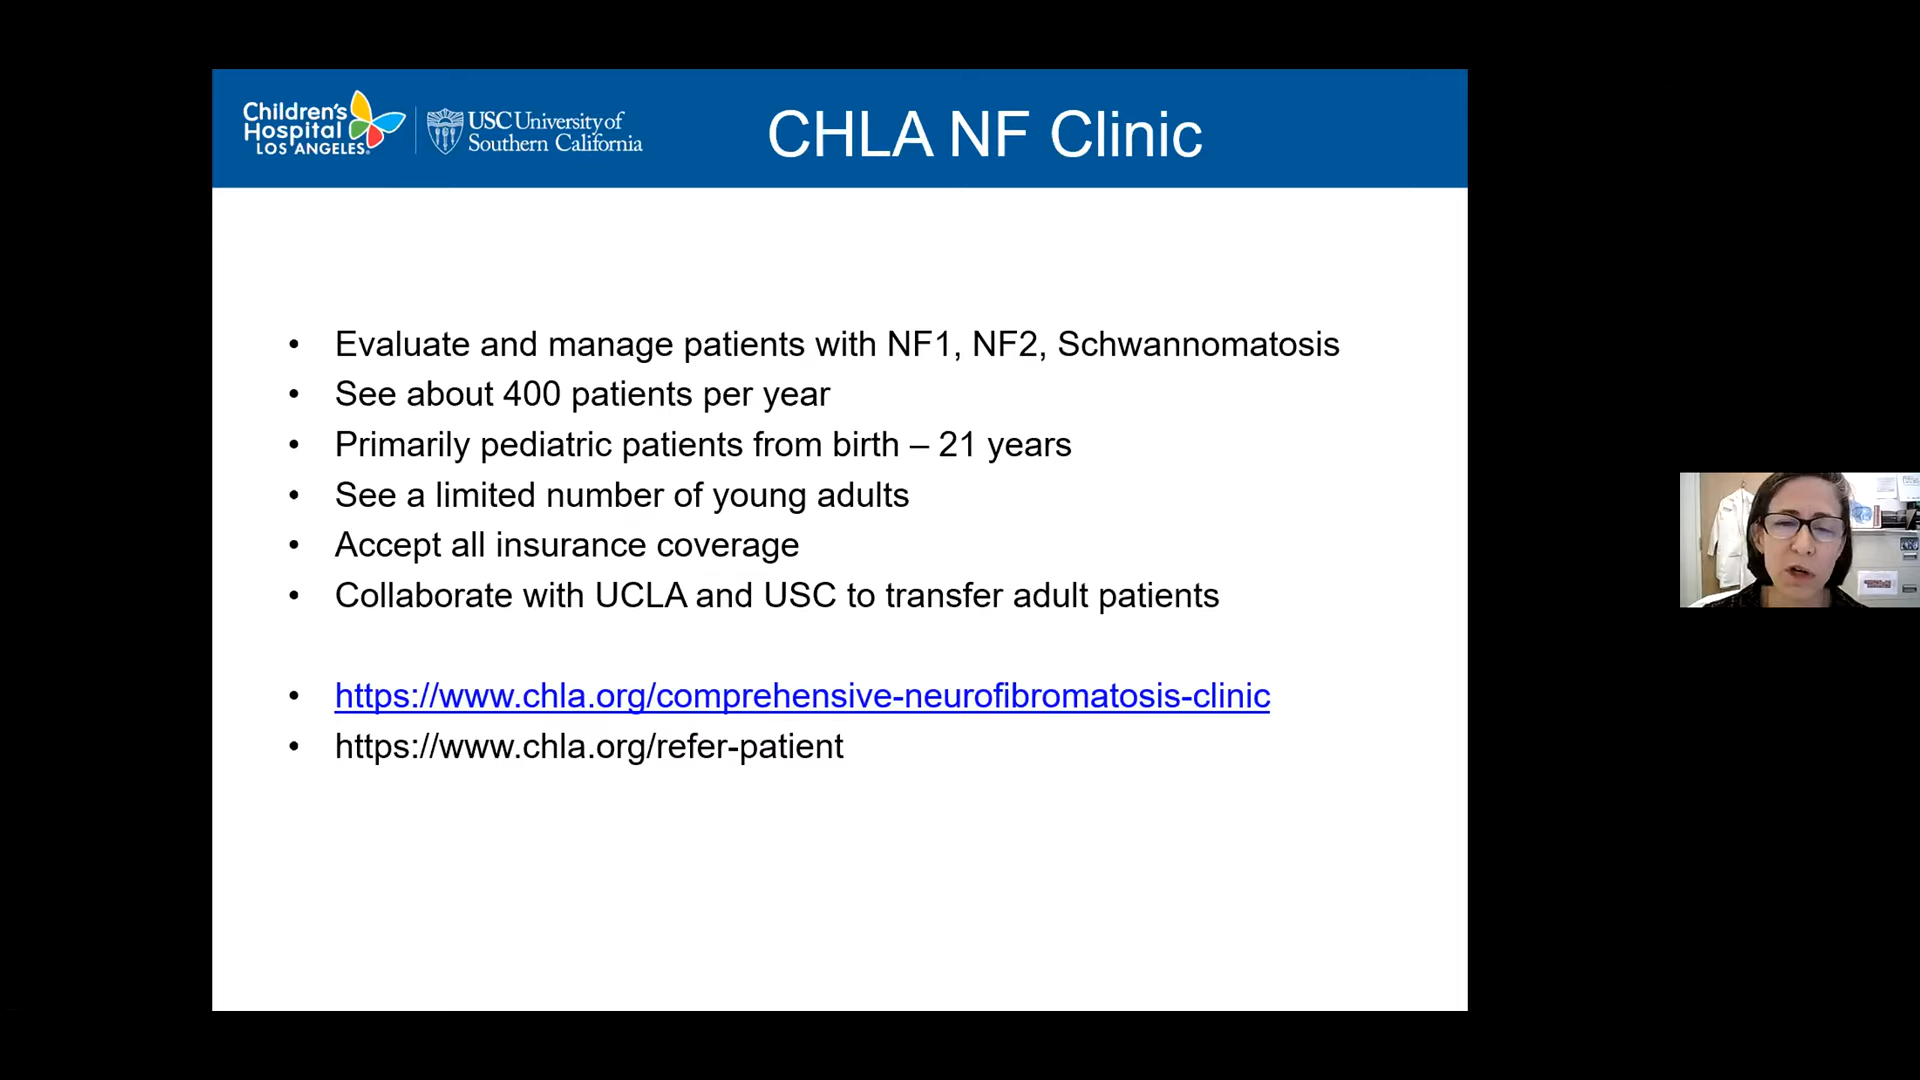 Children's
Hospital
LOS ANGELES®
USC University of
Southern California
CHLA NF Clinic
• Evaluate and manage patients with NF1, NF2, Schwannomatosis
• See about 400 patients per year
• Primarily pediatric patients from birth – 21 years
• See a limited number of young adults
• Accept all insurance coverage
• Collaborate with UCLA and USC to transfer adult patients
• https://www.chla.org/comprehensive-neurofibromatosis-clinic
• https://www.chla.org/refer-patient